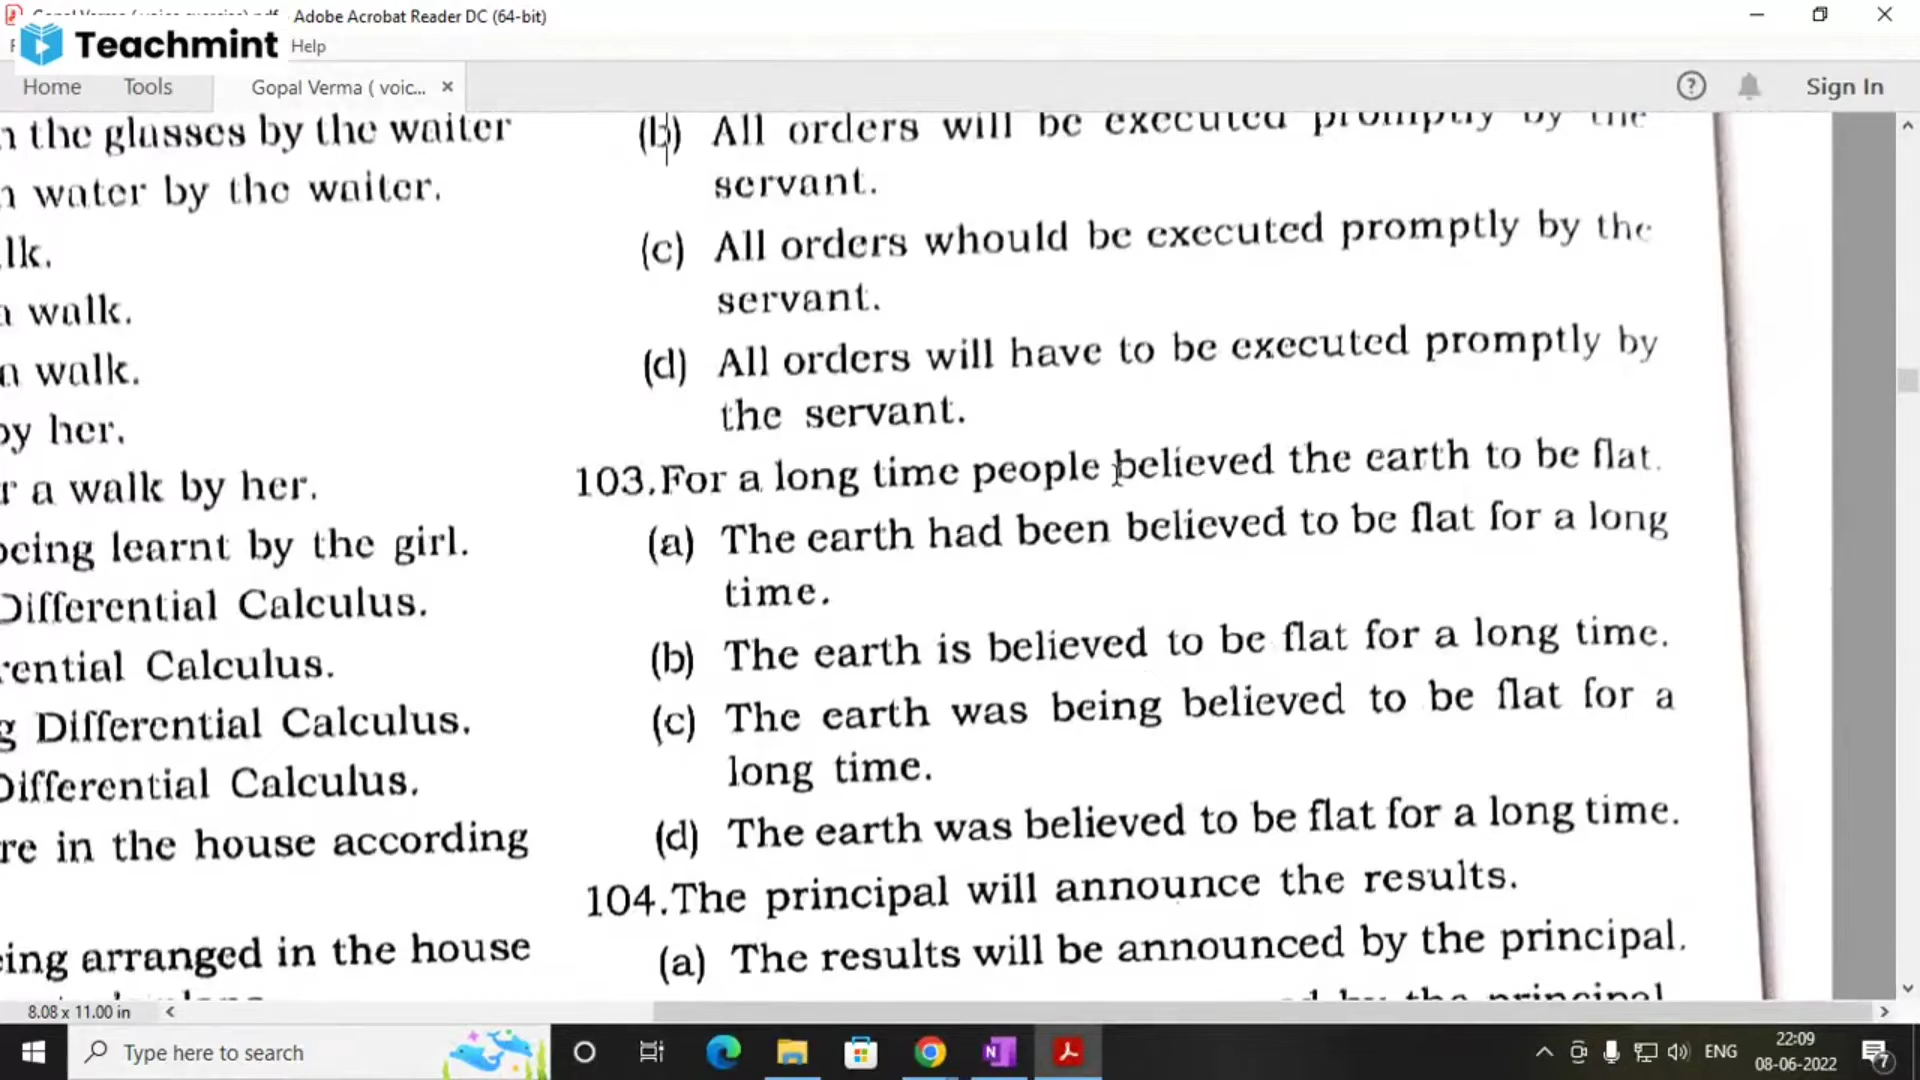 Adobe Acrobat Reader DC (64-bit)
Teachmint Help
Home Tools Gopal Verma ( voic... × Sign In
the glasses by the waiter
water by the waiter.
walk.
walk.
by her.
a walk by her.
being learnt by the girl.
Differential Calculus.
Calculus.
Differential Calculus.
Differential Calculus.
in the house according
arranged in the house
(b) All orders will be executed promptly by the
servant.
(c) All orders whould be executed promptly by the
servant.
(d) All orders will have to be executed promptly by
the servant.
103.For a long time people believed the earth to be flat.
(a) The earth had been believed to be flat for a long
time.
(b) The earth is believed to be flat for a long time.
(c) The earth was being believed to be flat for a
long time.
(d) The earth was believed to be flat for a long time.
104.The principal will announce the results.
(a) The results will be announced by the principal.
by the principal
8.08 x 11.00 in
Type here to search
ENG
22:09
08-06-2022
7